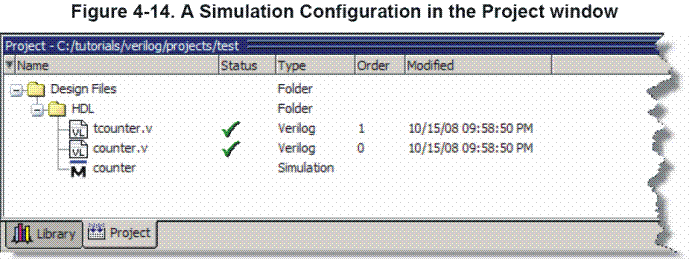 Figure 4-14. A Simulation Configuration in the Project window
Project - C:/tutorials/verilog/projects/test
Name Status Type Order Modified
Design Files Folder
HDL Folder
tcounter.v Verilog 1 10/15/08 09:58:50 PM
counter.v Verilog 0 10/15/08 09:58:50 PM
counter Simulation
Library Project